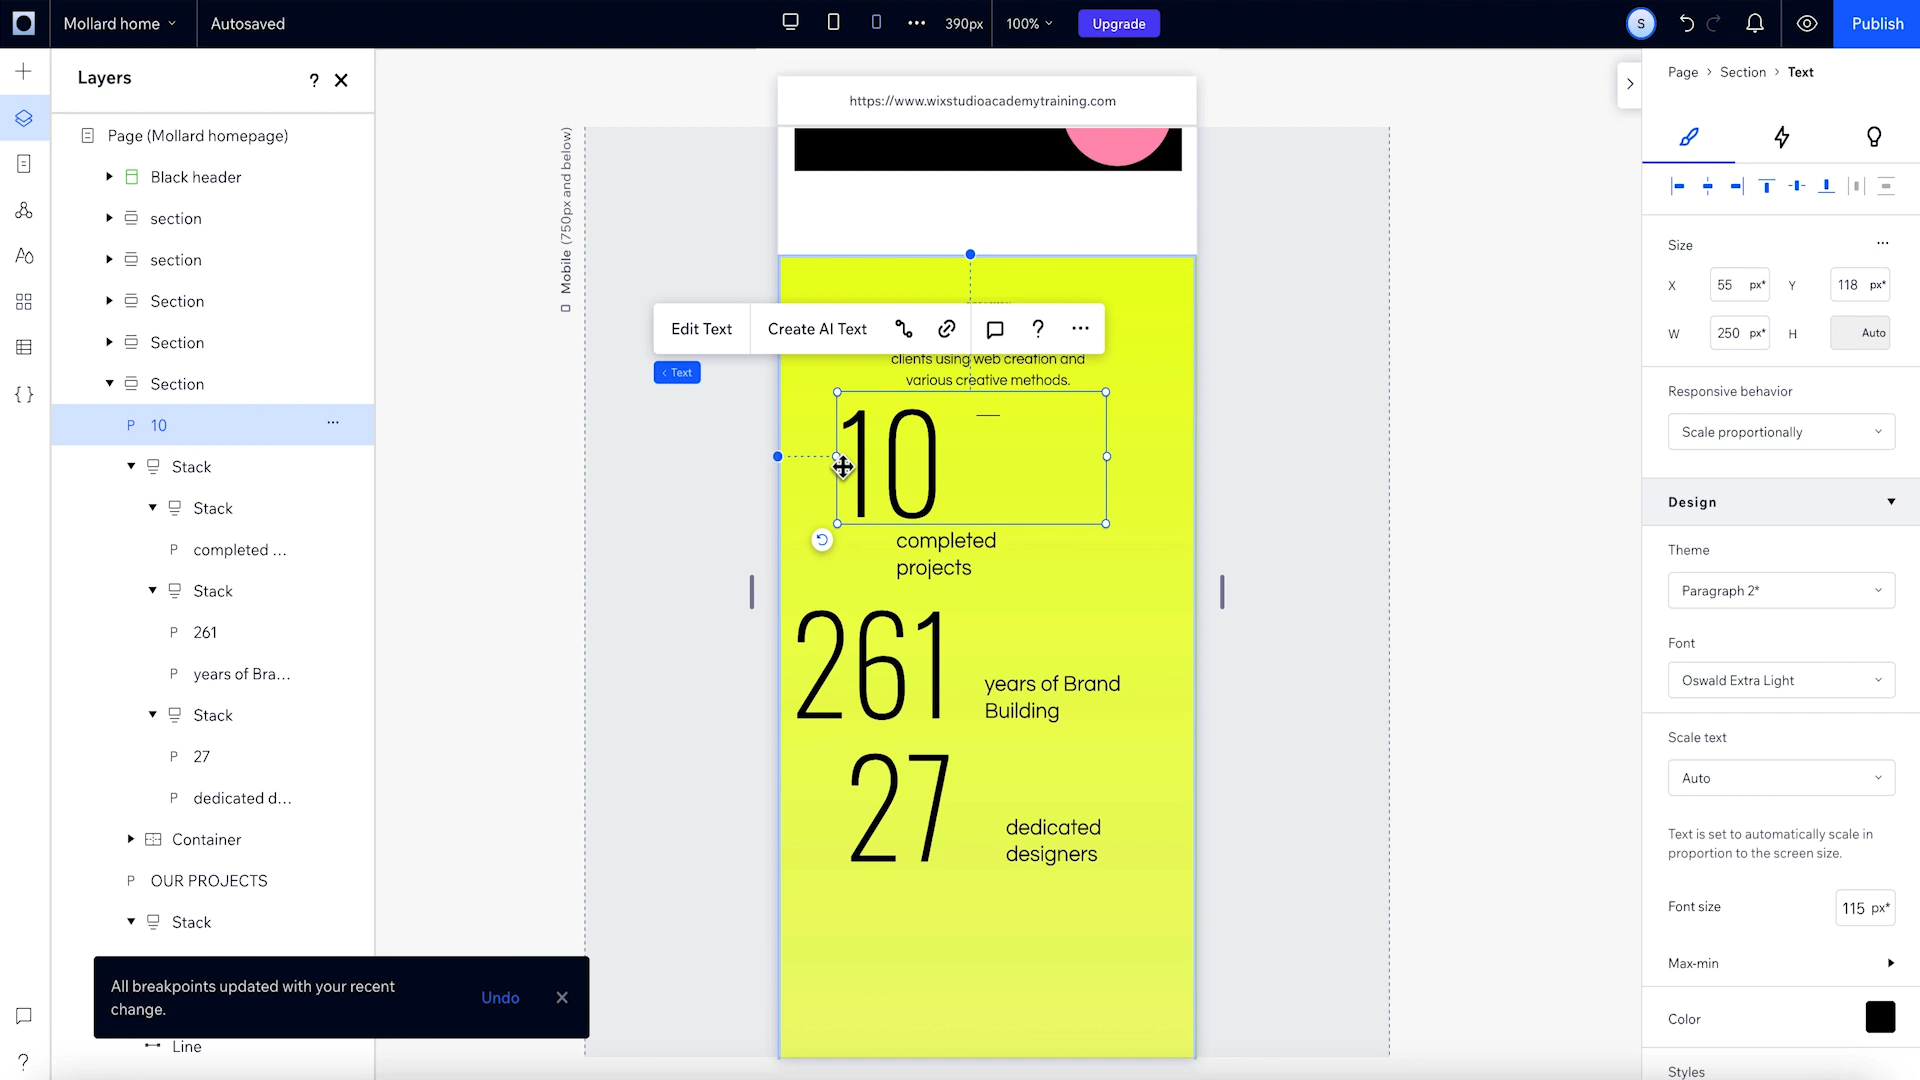 Mollard home
Autosaved
390px
100%
Upgrade
S
Publish
Layers
?
Page (Mollard homepage)
Black header
section
section
Section
Section
Section
P 10
Stack
Stack
P completed ...
Stack
P 261
P years of Bra...
Stack
P 27
P dedicated d...
Container
P OUR PROJECTS
Stack
Line
All breakpoints updated with your recent
change.
Undo
Mobile (750px and below)
https://www.wixstudioacademytraining.com
Edit Text
Create AI Text
?
< Text
clients using web creation and
various creative methods.
10
completed
projects
261
years of Brand
Building
27
dedicated
designers
Page > Section > Text
Size
X 55 px* Y 118 px*
W 250 px* H Auto
Responsive behavior
Scale proportionally
Design
Theme
Paragraph 2*
Font
Oswald Extra Light
Scale text
Auto
Text is set to automatically scale in
proportion to the screen size.
Font size 115 px*
Max-min
Color
Styles